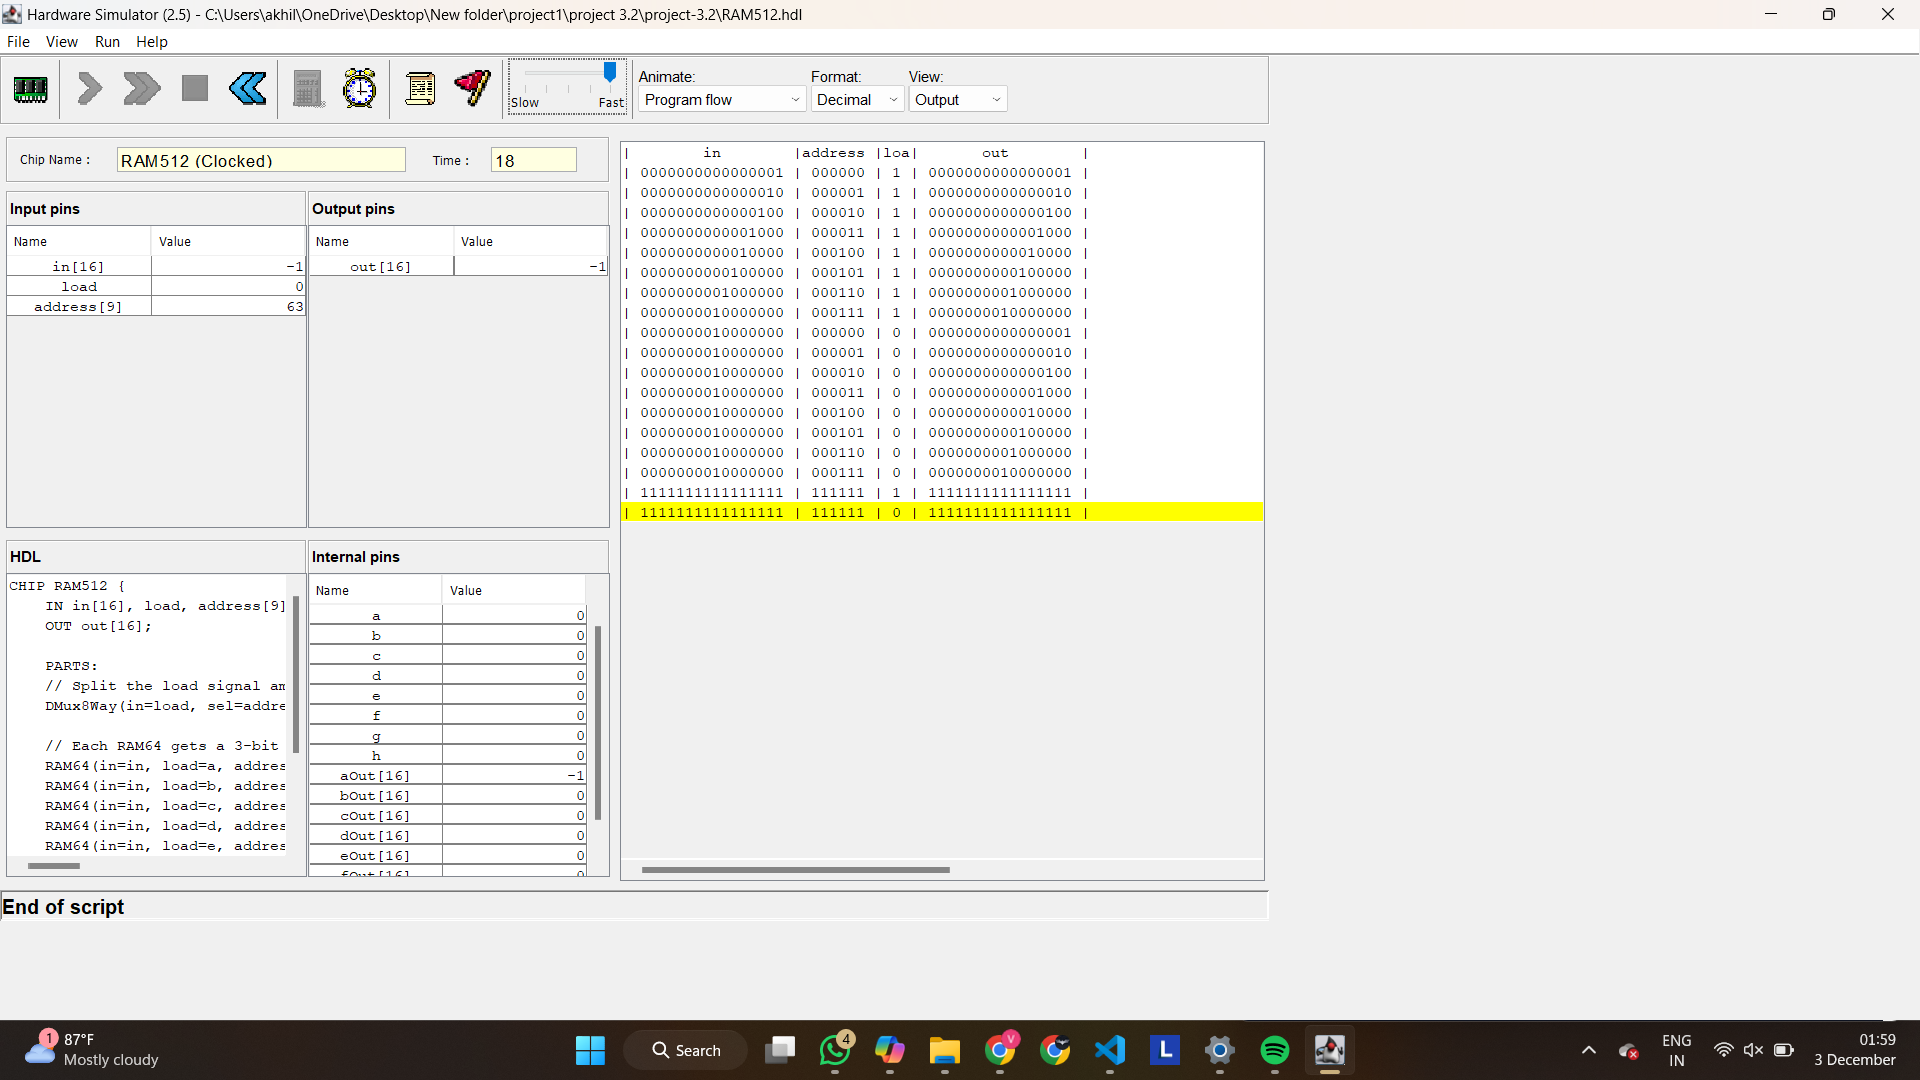 Hardware Simulator (2.5) - C:\Users\akhil\OneDrive\Desktop\New folder\project1\project 3.2\project-3.2\RAM512.hdl
File View Run Help
Slow Fast
Animate: Format: View:
Program flow Decimal Output
Chip Name : RAM512 (Clocked) Time : 18
Input pins
Name Value
in[16] -1
load 0
address[9] 63
Output pins
Name Value
out[16] -1
HDL
CHIP RAM512 {
IN in[16], load, address[9]
OUT out[16];
PARTS:
// Split the load signal am
DMux8Way(in=load, sel=addre
// Each RAM64 gets a 3-bit
RAM64(in=in, load=a, addres
RAM64(in=in, load=b, addres
RAM64(in=in, load=c, addres
RAM64(in=in, load=d, addres
RAM64(in=in, load=e, addres
Internal pins
Name Value
a 0
b 0
c 0
d 0
e 0
f 0
g 0
h 0
aOut[16] -1
bOut[16] 0
cOut[16] 0
dOut[16] 0
eOut[16] 0
fOut[16] 0
| in |address |loa| out |
| 0000000000000001 | 000000 | 1 | 0000000000000001 |
| 0000000000000010 | 000001 | 1 | 0000000000000010 |
| 0000000000000100 | 000010 | 1 | 0000000000000100 |
| 0000000000001000 | 000011 | 1 | 0000000000001000 |
| 0000000000010000 | 000100 | 1 | 0000000000010000 |
| 0000000000100000 | 000101 | 1 | 0000000000100000 |
| 0000000001000000 | 000110 | 1 | 0000000001000000 |
| 0000000010000000 | 000111 | 1 | 0000000010000000 |
| 0000000010000000 | 000000 | 0 | 0000000000000001 |
| 0000000010000000 | 000001 | 0 | 0000000000000010 |
| 0000000010000000 | 000010 | 0 | 0000000000000100 |
| 0000000010000000 | 000011 | 0 | 0000000000001000 |
| 0000000010000000 | 000100 | 0 | 0000000000010000 |
| 0000000010000000 | 000101 | 0 | 0000000000100000 |
| 0000000010000000 | 000110 | 0 | 0000000001000000 |
| 0000000010000000 | 000111 | 0 | 0000000010000000 |
| 1111111111111111 | 111111 | 1 | 1111111111111111 |
| 1111111111111111 | 111111 | 0 | 1111111111111111 |
End of script
1
87°F
Mostly cloudy
Search
4
V
L
ENG
IN
01:59
3 December